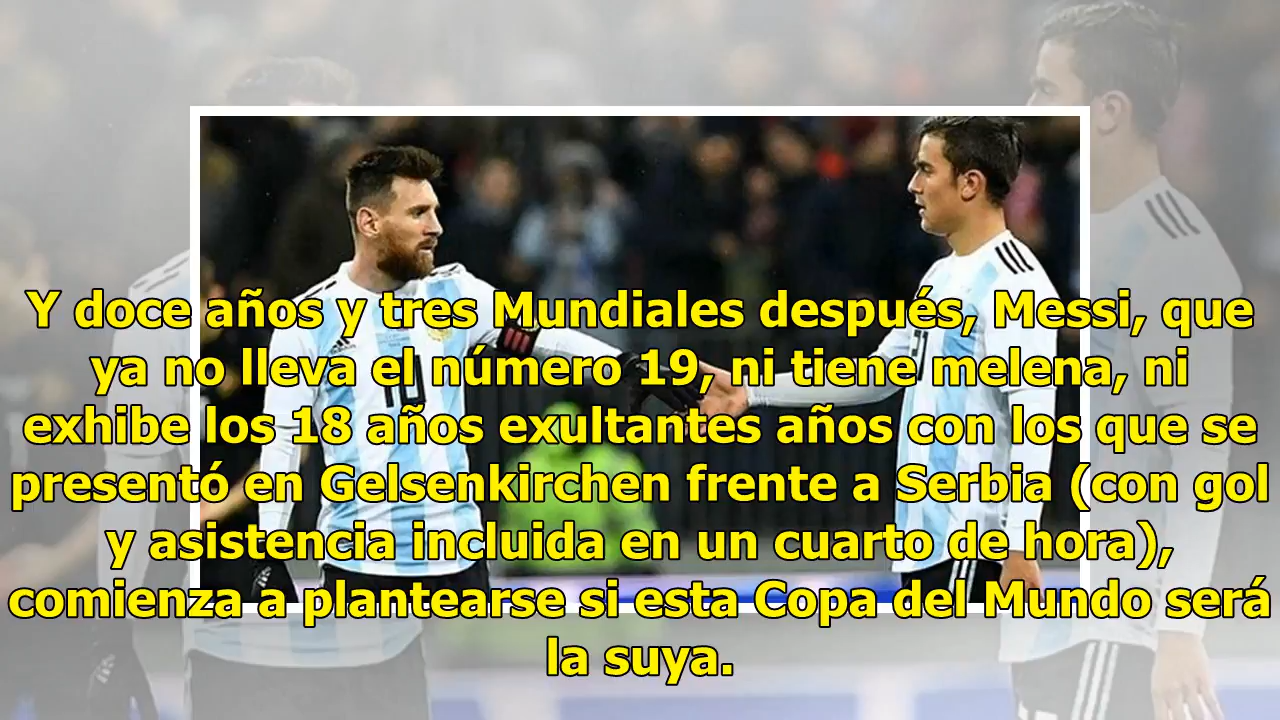 Y doce años y tres Mundiales después, Messi, que
ya no lleva el número 19, ni tiene melena, ni
exhibe los 18 años exultantes años con los que se
presentó en Gelsenkirchen frente a Serbia (con gol
y asistencia incluida en un cuarto de hora),
comienza a plantearse si esta Copa del Mundo será
la suya.
10
21